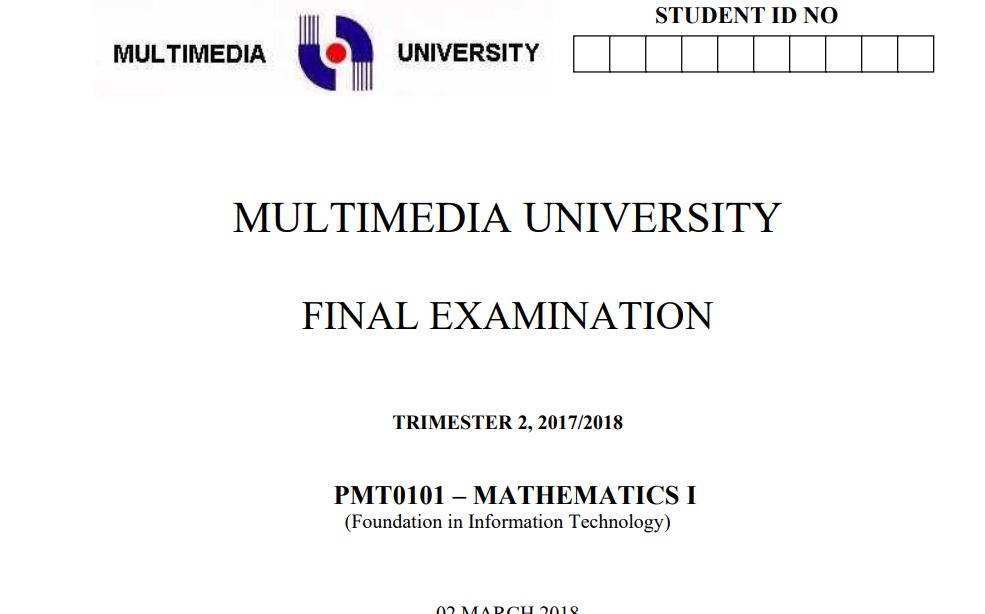 STUDENT ID NO
MULTIMEDIA UNIVERSITY
MULTIMEDIA UNIVERSITY
FINAL EXAMINATION
TRIMESTER 2, 2017/2018
PMT0101 – MATHEMATICS I
(Foundation in Information Technology)
02 MARCH 2018